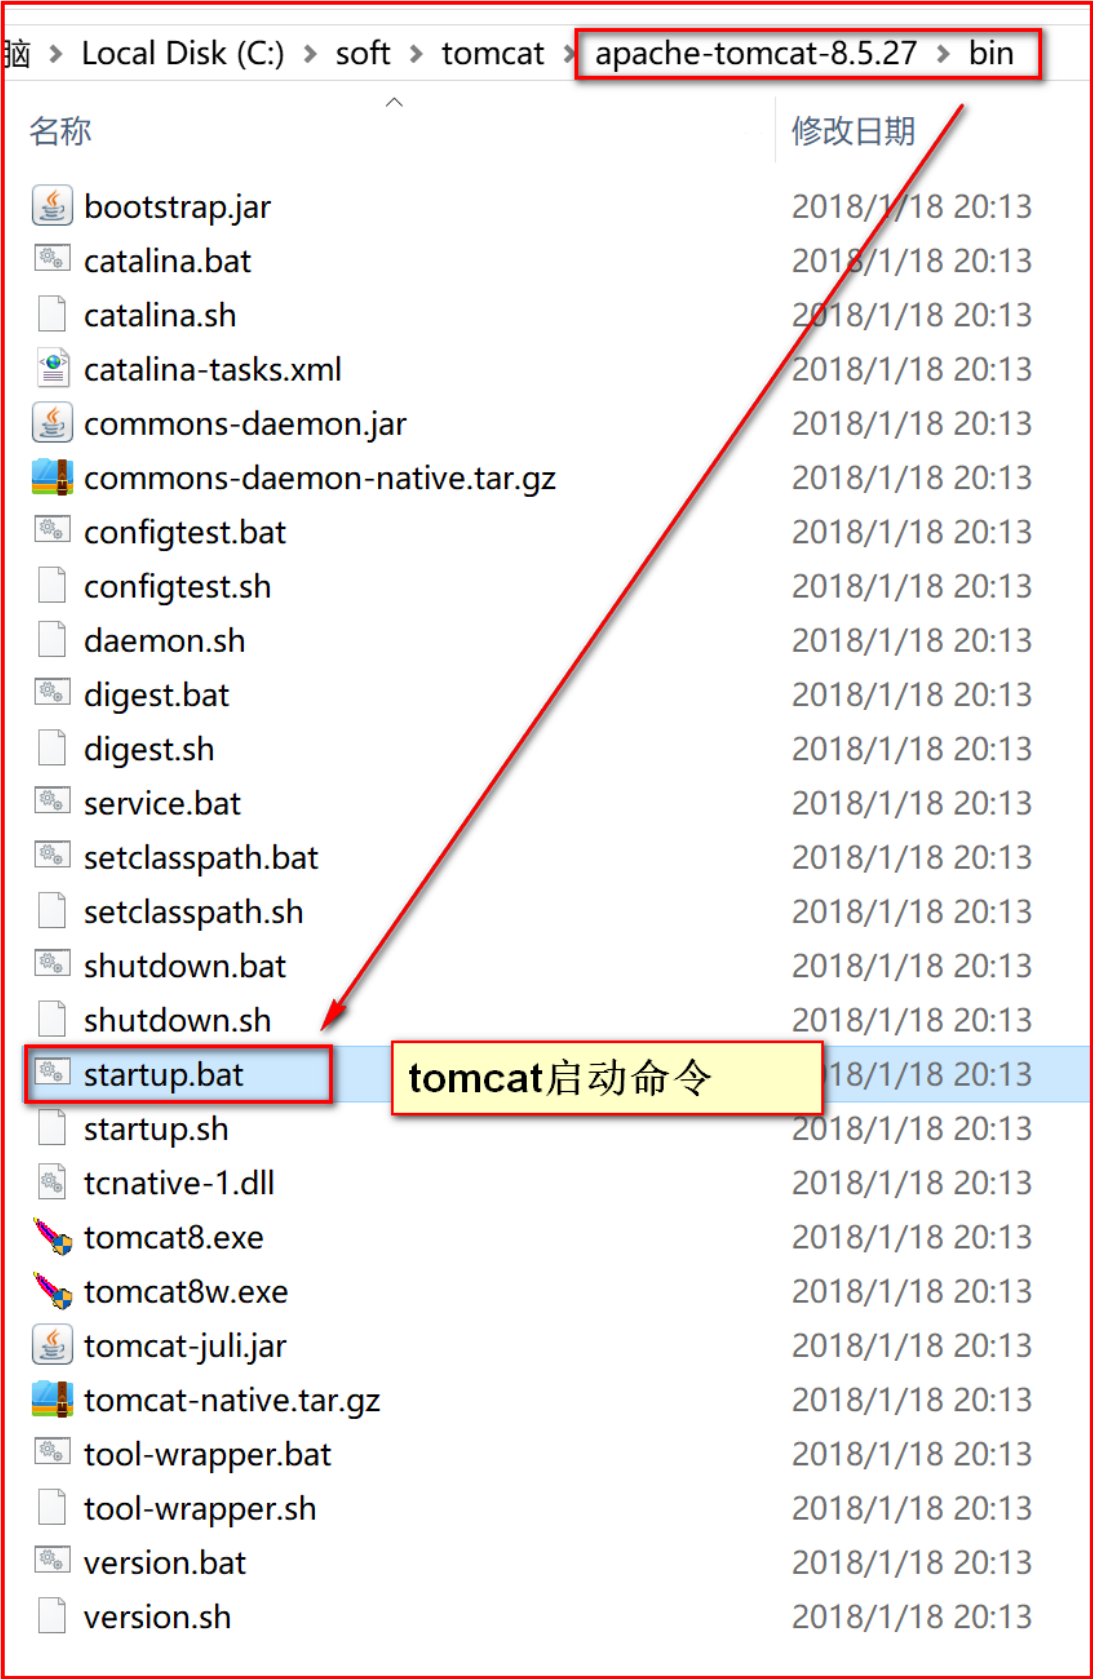 脑 > Local Disk (C:) > soft > tomcat > apache-tomcat-8.5.27 > bin
名称 修改日期
bootstrap.jar 2018/1/18 20:13
catalina.bat 2018/1/18 20:13
catalina.sh 2018/1/18 20:13
catalina-tasks.xml 2018/1/18 20:13
commons-daemon.jar 2018/1/18 20:13
commons-daemon-native.tar.gz 2018/1/18 20:13
configtest.bat 2018/1/18 20:13
configtest.sh 2018/1/18 20:13
daemon.sh 2018/1/18 20:13
digest.bat 2018/1/18 20:13
digest.sh 2018/1/18 20:13
service.bat 2018/1/18 20:13
setclasspath.bat 2018/1/18 20:13
setclasspath.sh 2018/1/18 20:13
shutdown.bat 2018/1/18 20:13
shutdown.sh 2018/1/18 20:13
startup.bat tomcat启动命令 18/1/18 20:13
startup.sh 2018/1/18 20:13
tcnative-1.dll 2018/1/18 20:13
tomcat8.exe 2018/1/18 20:13
tomcat8w.exe 2018/1/18 20:13
tomcat-juli.jar 2018/1/18 20:13
tomcat-native.tar.gz 2018/1/18 20:13
tool-wrapper.bat 2018/1/18 20:13
tool-wrapper.sh 2018/1/18 20:13
version.bat 2018/1/18 20:13
version.sh 2018/1/18 20:13